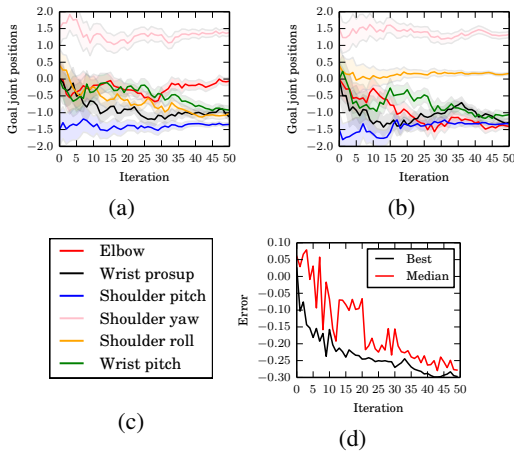 2.0
1.5
1.0
0.5
0.0
−0.5
−1.0
−1.5
−2.0
Goal joint positions
0 5 10 15 20 25 30 35 40 45 50
Iteration
(a)
2.0
1.5
1.0
0.5
0.0
−0.5
−1.0
−1.5
−2.0
Goal joint positions
0 5 10 15 20 25 30 35 40 45 50
Iteration
(b)
Elbow
Wrist prosup
Shoulder pitch
Shoulder yaw
Shoulder roll
Wrist pitch
(c)
0.10
0.05
0.00
−0.05
−0.10
−0.15
−0.20
−0.25
−0.30
Error
Best
Median
0 5 10 15 20 25 30 35 40 45 50
Iteration
(d)